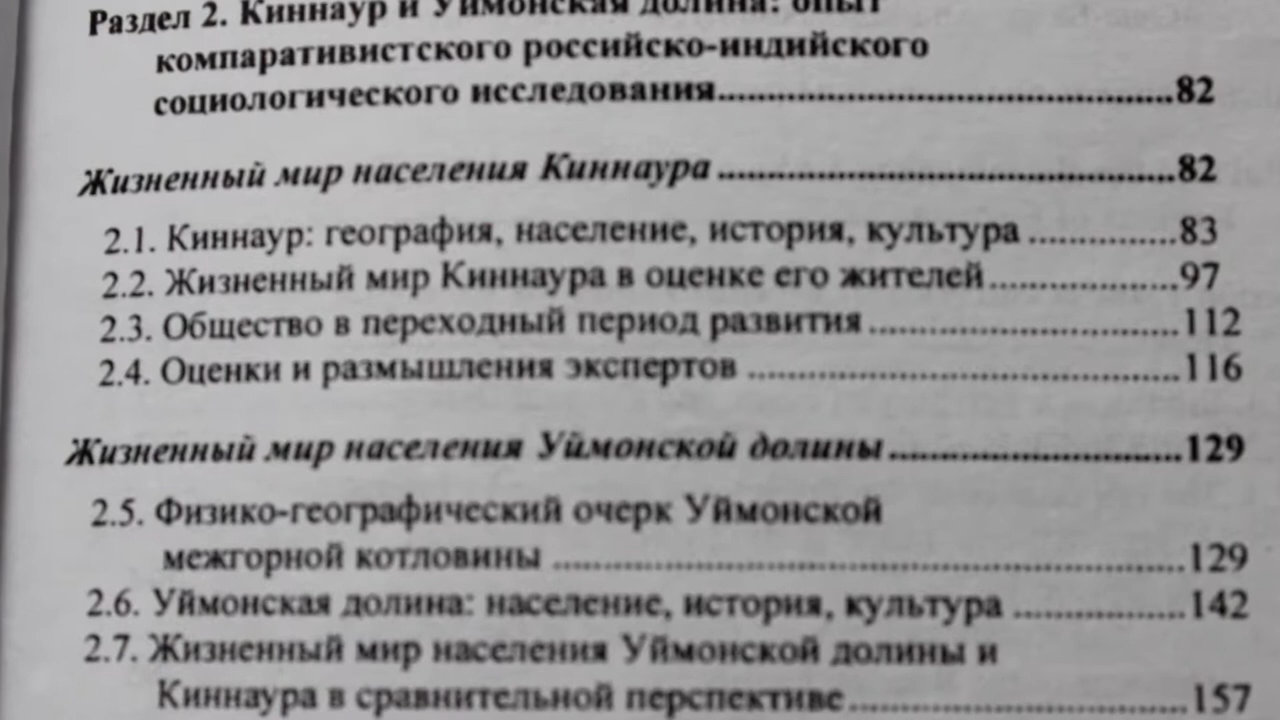 Раздел 2. Киннаур и Уймонская долина: опыт
компаративистского российско-индийского
социологического исследования........................................82
Жизненный мир населения Киннаура ........................................82
2.1. Киннаур: география, население, история, культура ..............83
2.2. Жизненный мир Киннаура в оценке его жителей....................97
2.3. Общество в переходный период развития ..............................112
2.4. Оценки и размышления экспертов ..........................................116
Жизненный мир населения Уймонской долины..........................129
2.5. Физико-географический очерк Уймонской
межгорной котловины ..............................................................129
2.6. Уймонская долина: население, история, культура ................142
2.7. Жизненный мир населения Уймонской долины и
Киннаура в сравнительной перспективе.................................157